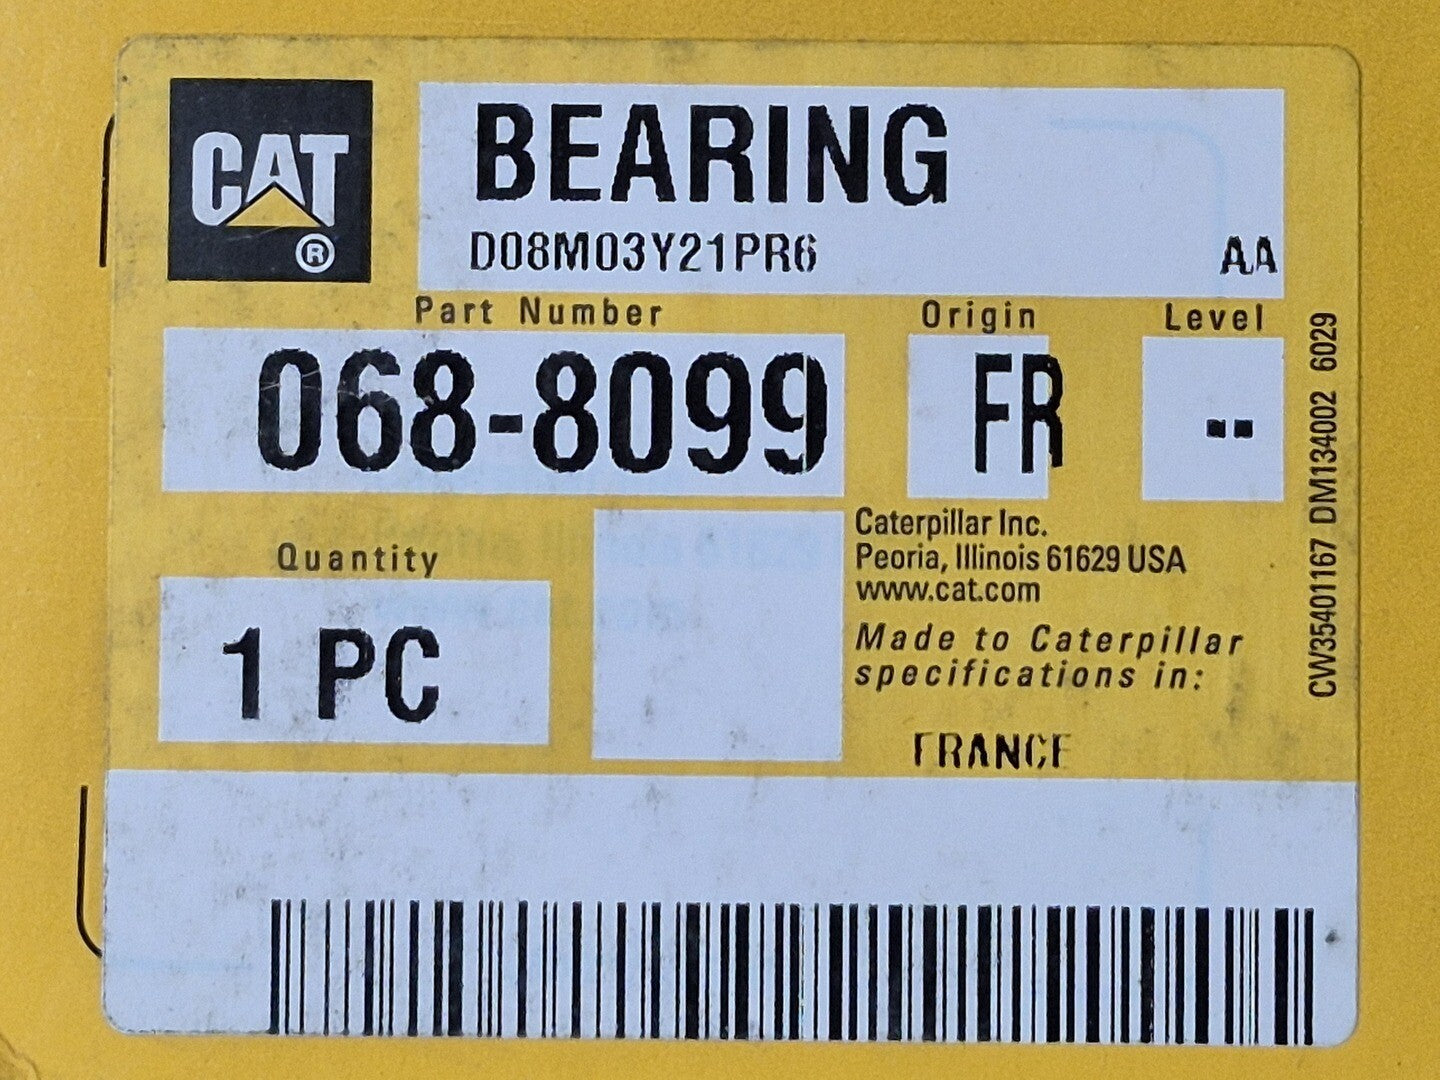 CAT
®
BEARING
D08M03Y21PR6 AA
Part Number Origin Level
068-8099 FR --
Quantity
1 PC
Caterpillar Inc.
Peoria, Illinois 61629 USA
www.cat.com
Made to Caterpillar
specifications in:
FRANCE
CW35401167 DM134002 6029